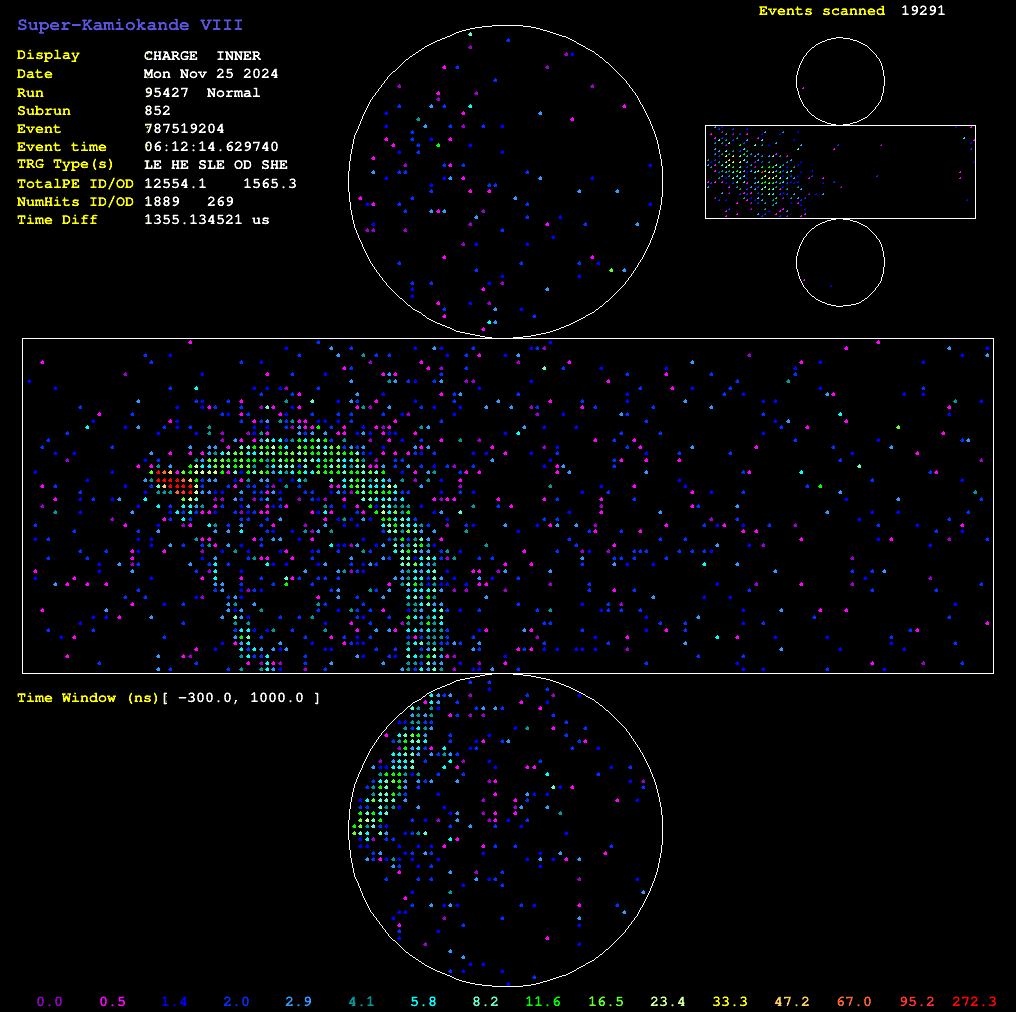 Super-Kamiokande VIII
Events scanned 19291
Display CHARGE INNER
Date Mon Nov 25 2024
Run 95427 Normal
Subrun 852
Event 787519204
Event time 06:12:14.629740
TRG Type(s) LE HE SLE OD SHE
TotalPE ID/OD 12554.1 1565.3
NumHits ID/OD 1889 269
Time Diff 1355.134521 us
Time Window (ns)[ -300.0, 1000.0 ]
0.0 0.5 1.4 2.0 2.9 4.1 5.8 8.2 11.6 16.5 23.4 33.3 47.2 67.0 95.2 272.3